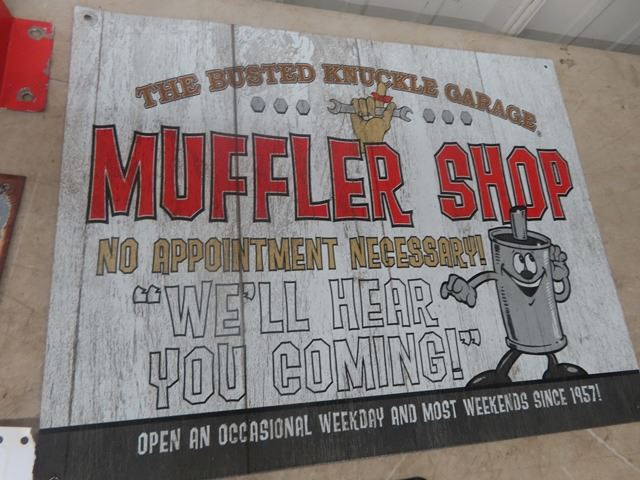 THE BUSTED KNUCKLE GARAGE
MUFFLER SHOP
NO APPOINTMENT NECESSARY!
"WE'LL HEAR
YOU COMING!"
OPEN AN OCCASIONAL WEEKDAY AND MOST WEEKENDS SINCE 1957!